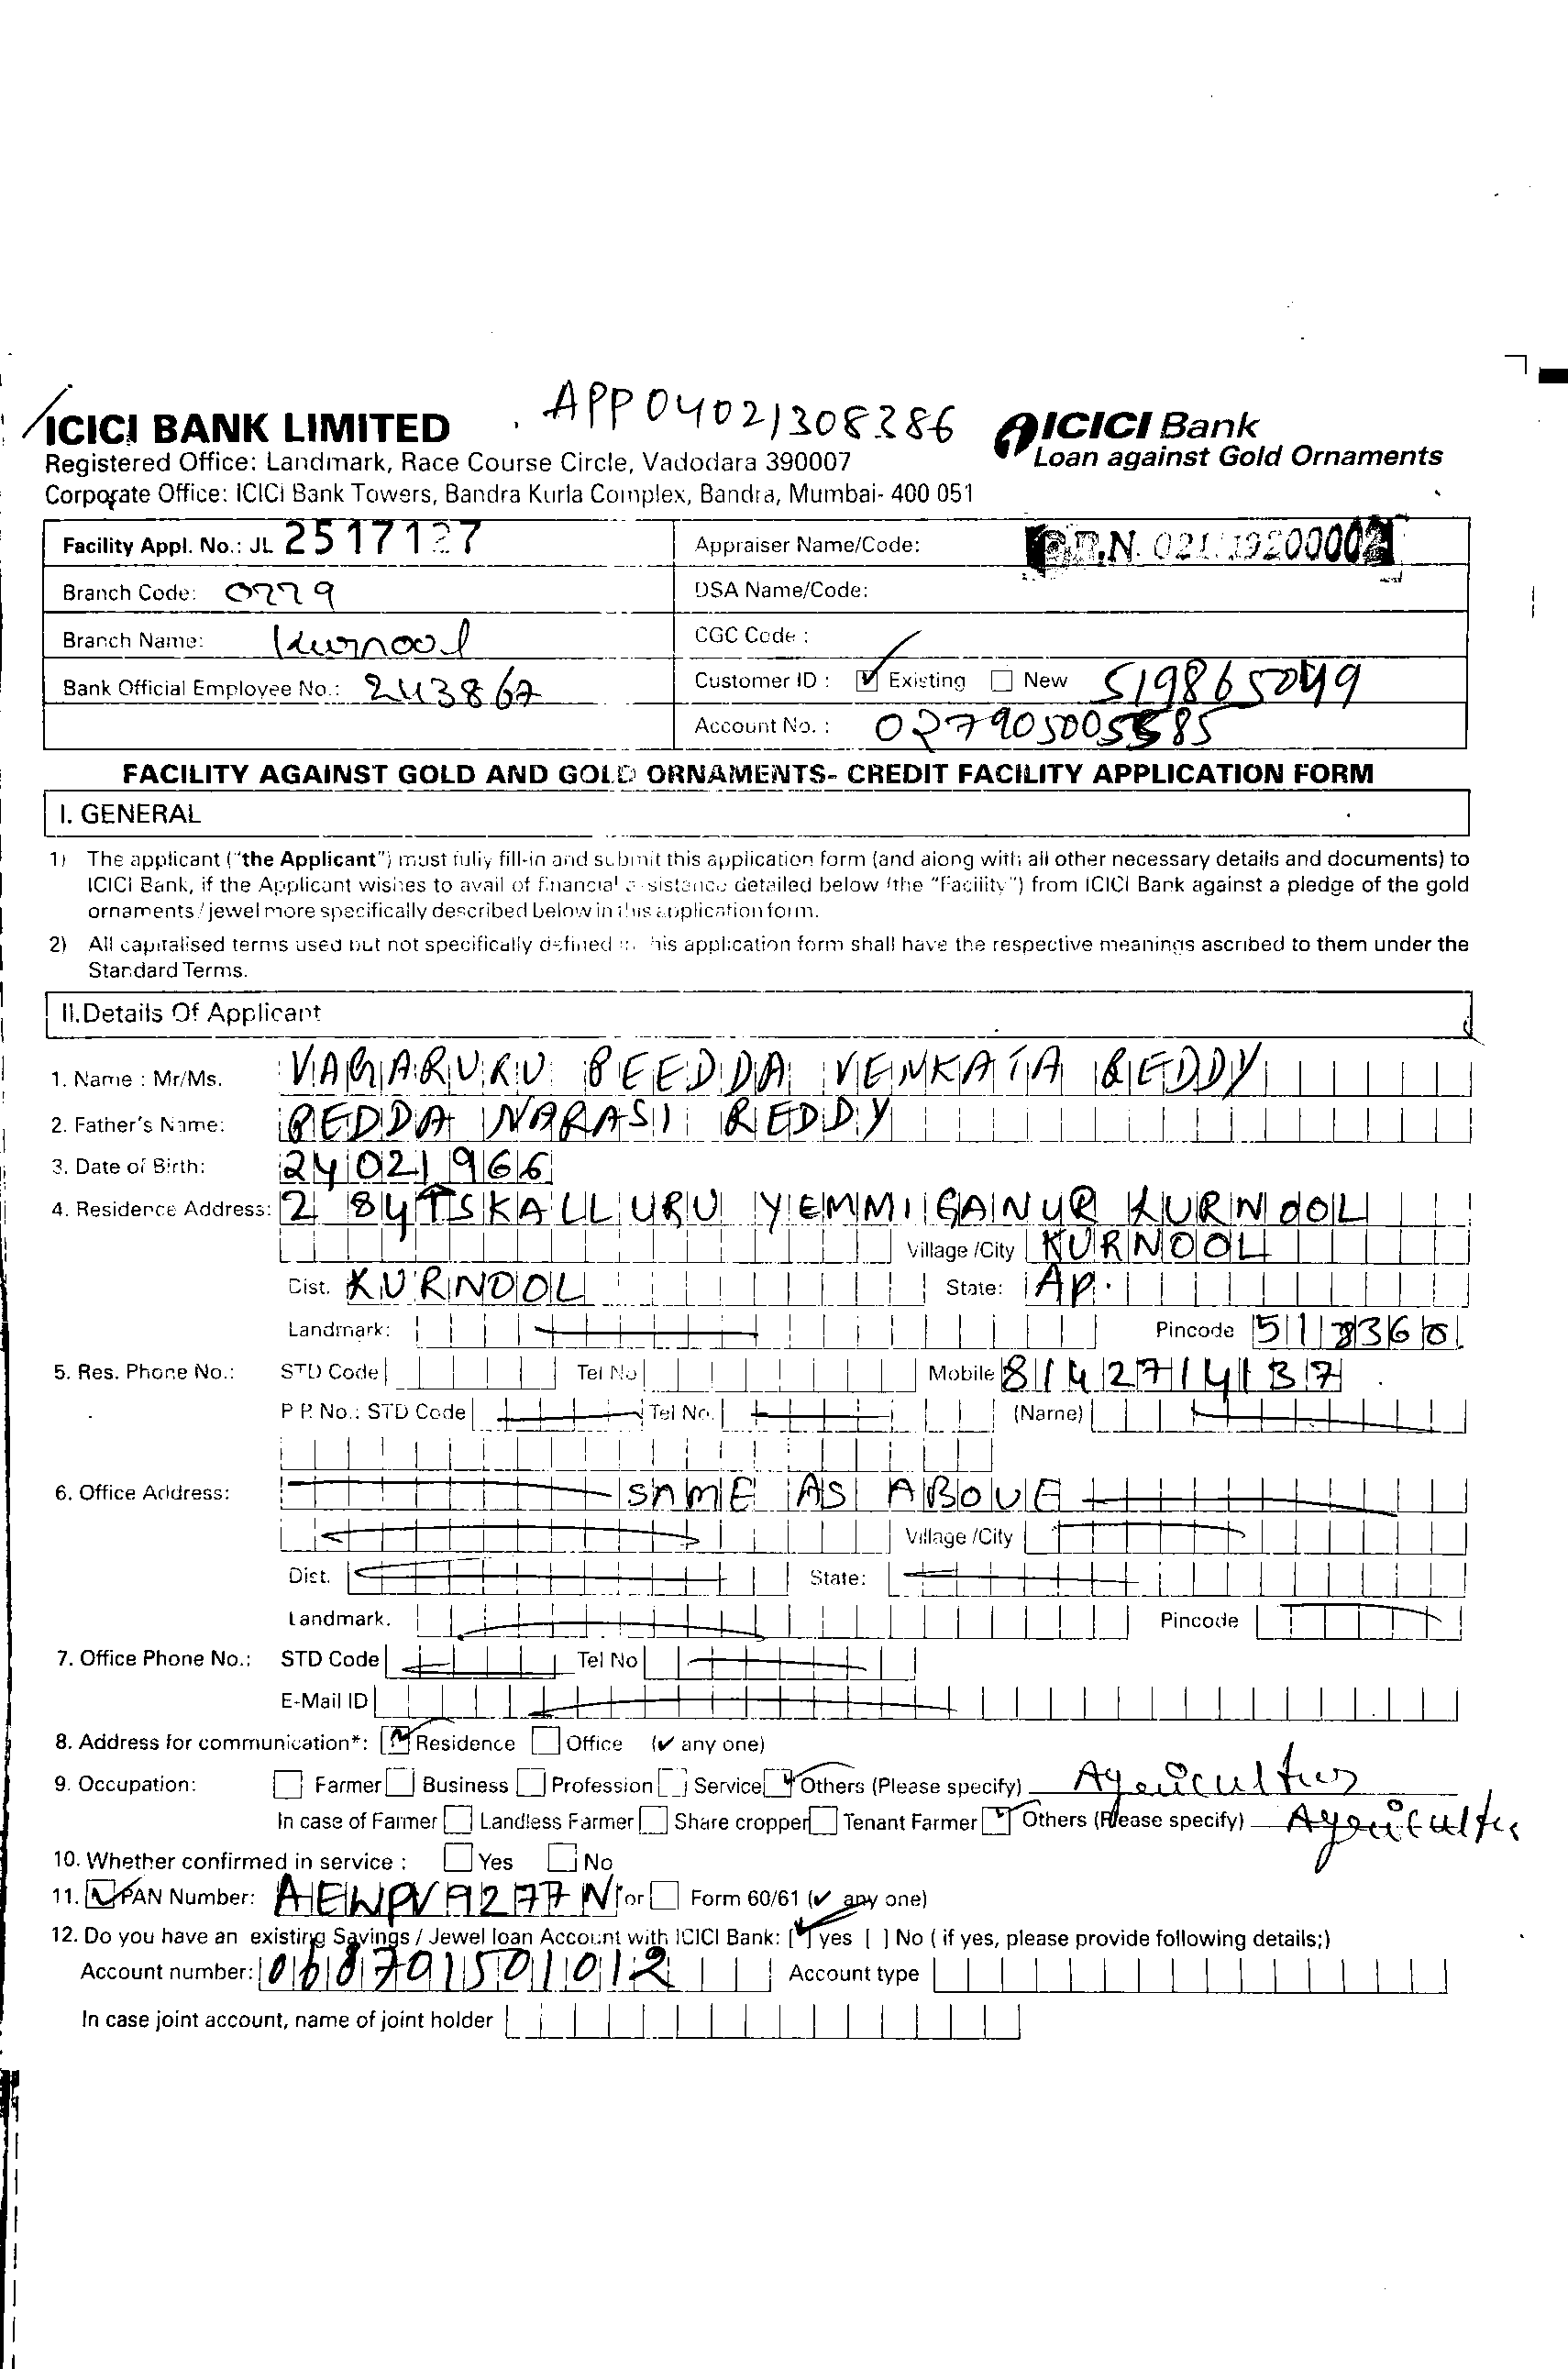 APP04021308386
ICICI BANK LIMITED
ICICI Bank
Registered Office: Landmark, Race Course Circle, Vadodara 390007
Loan against Gold Ornaments
Corporate Office: ICICI Bank Towers, Bandra Kurla Complex, Bandra, Mumbai- 400 051
Facility Appl. No.: JL 2517127 Appraiser Name/Code:
Branch Code: 0779 DSA Name/Code:
Branch Name: Kurnool CGC Code :
Bank Official Employee No.: 243867 Customer ID : Existing New 519865049
Account No. :
FACILITY AGAINST GOLD AND GOLD ORNAMENTS- CREDIT FACILITY APPLICATION FORM
I. GENERAL
1) The applicant ("the Applicant") must fully fill-in and submit this application form (and along with all other necessary details and documents) to
ICICI Bank, if the Applicant wishes to avail of financial assistance detailed below (the "Facility") from ICICI Bank against a pledge of the gold
ornaments/jewel more specifically described below in this application form.
2) All capitalised terms used but not specifically defined in this application form shall have the respective meanings ascribed to them under the
Standard Terms.
II.Details Of Applicant
1. Name : Mr/Ms. VENKATA REDDY
2. Father's Name: PEDDA NARASI REDDY
3. Date of Birth: 24021966
4. Residence Address: 2 84 TS KALLURU YEMMIGANUR KURNOOL
Village /City KURNOOL
Dist. KURNOOL State: AP.
Landmark: Pincode 518360
5. Res. Phone No.: STD Code Tel No Mobile 8142714137
P P. No.: STD Code Tel No. (Name)
6. Office Address: SAME AS ABOVE
Village /City
Dist. State:
Landmark. Pincode
7. Office Phone No.: STD Code Tel No
E-Mail ID
8. Address for communication*: Residence Office (✔ any one)
9. Occupation: Farmer Business Profession Service Others (Please specify)
In case of Farmer Landless Farmer Share cropper Tenant Farmer Others (Please specify)
10. Whether confirmed in service : Yes No
11. PAN Number: AEWPV9277N or Form 60/61 (✔ any one)
12. Do you have an existing Savings / Jewel loan Account with ICICI Bank: [✔] yes [ ] No ( if yes, please provide following details;)
Account number: 068701501012 Account type
In case joint account, name of joint holder